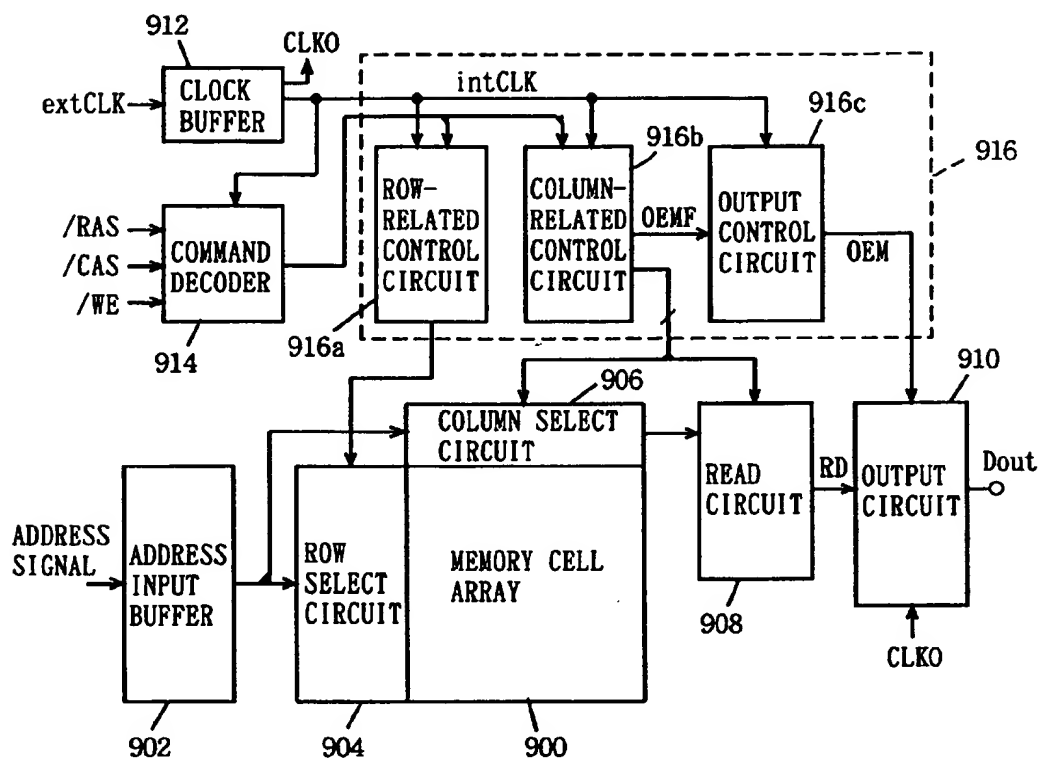 912
CLKO
extCLK
CLOCK
BUFFER
intCLK
916c
916b
916
/RAS
/CAS
/WE
COMMAND
DECODER
914
ROW-
RELATED
CONTROL
CIRCUIT
916a
COLUMN-
RELATED
CONTROL
CIRCUIT
OEMF
OUTPUT
CONTROL
CIRCUIT
OEM
906
910
COLUMN SELECT
CIRCUIT
READ
CIRCUIT
RD
OUTPUT
CIRCUIT
Dout
ADDRESS
SIGNAL
ADDRESS
INPUT
BUFFER
ROW
SELECT
CIRCUIT
MEMORY CELL
ARRAY
908
CLKO
902
904
900